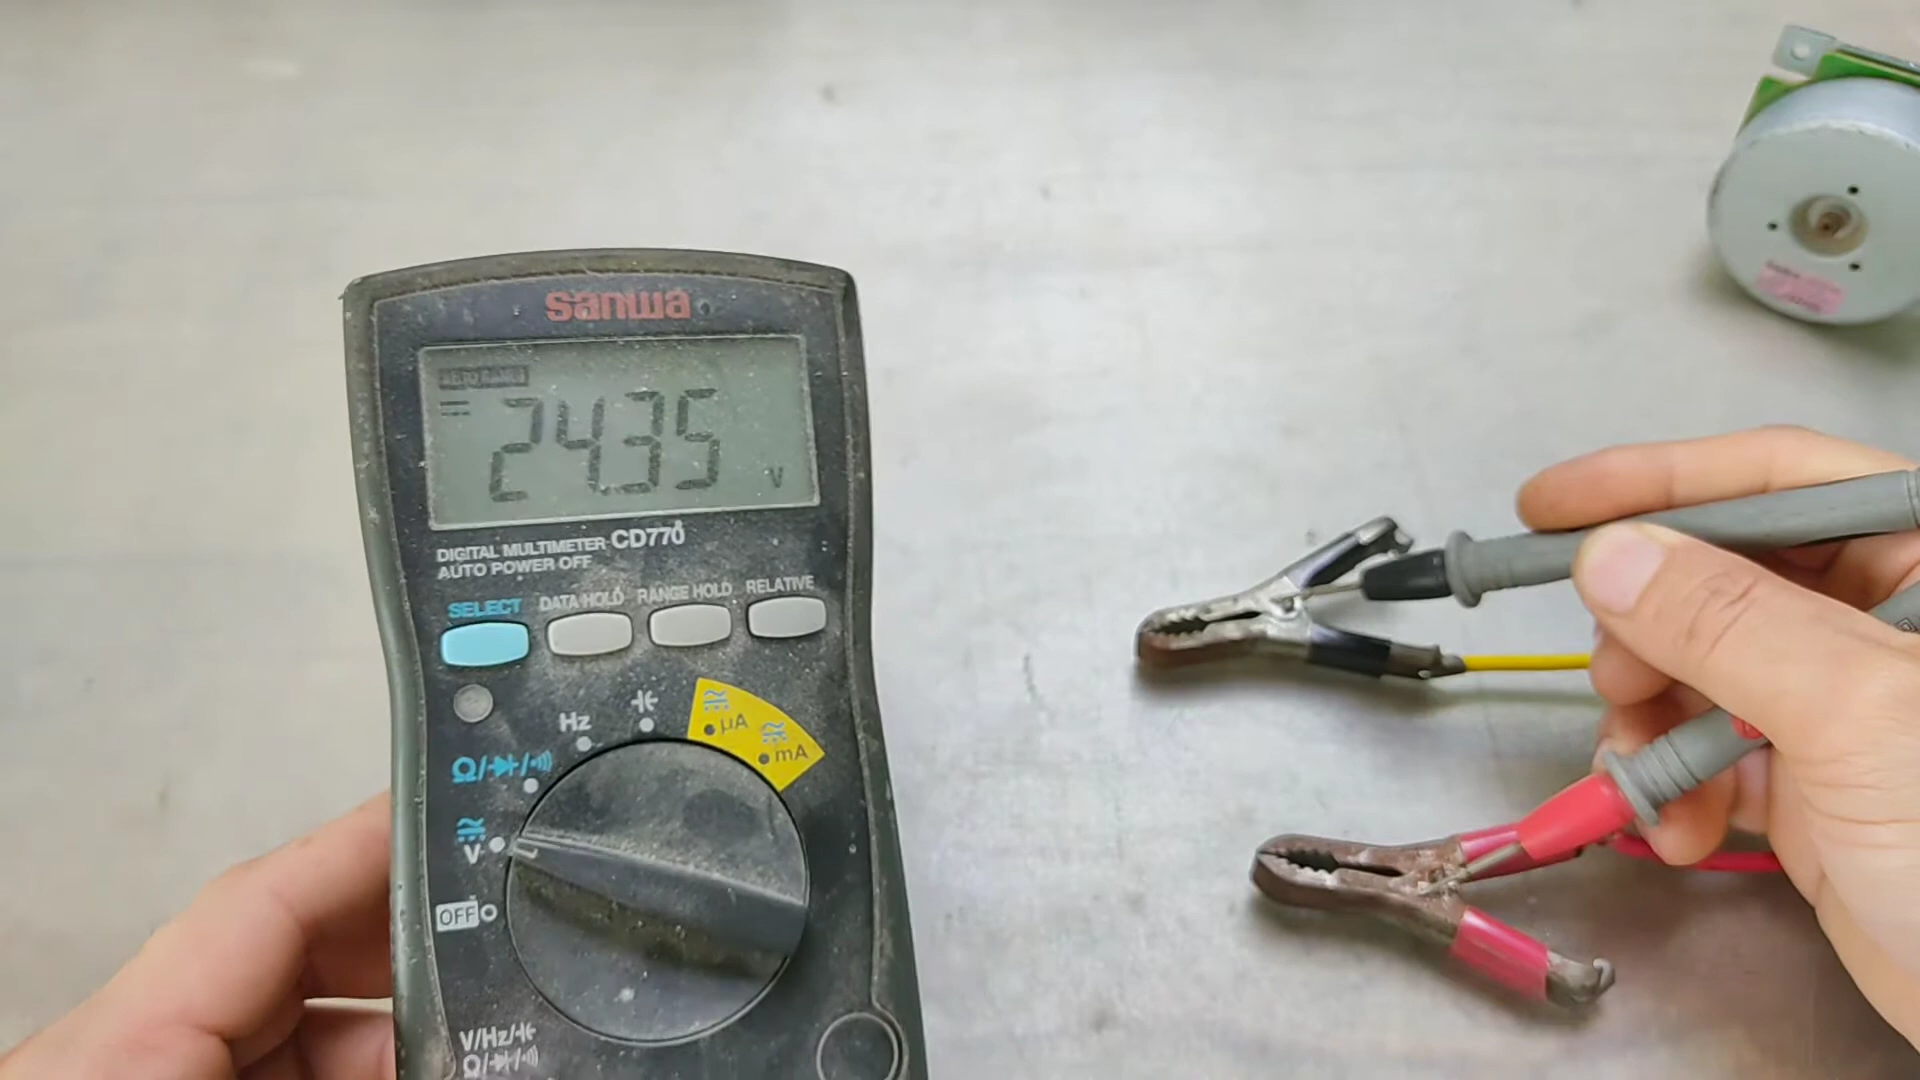 sanwa
AUTO RANGE
24.35
V
DIGITAL MULTIMETER CD770
AUTO POWER OFF
SELECT DATA HOLD RANGE HOLD RELATIVE
Hz
µA
mA
Ω/
V
OFF
V/Hz/
Ω/